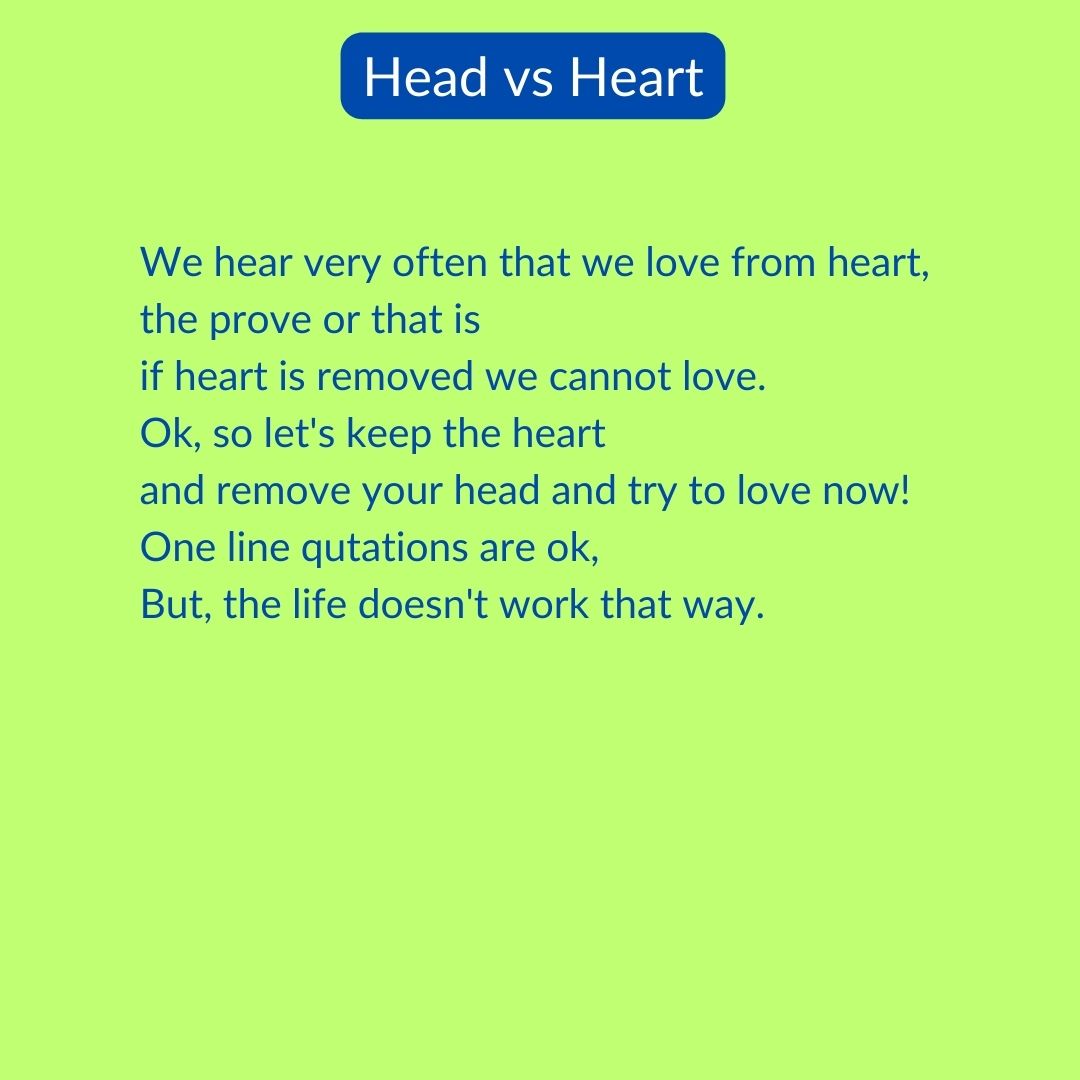 Head vs Heart
We hear very often that we love from heart,
the prove or that is
if heart is removed we cannot love.
Ok, so let's keep the heart
and remove your head and try to love now!
One line qutations are ok,
But, the life doesn't work that way.